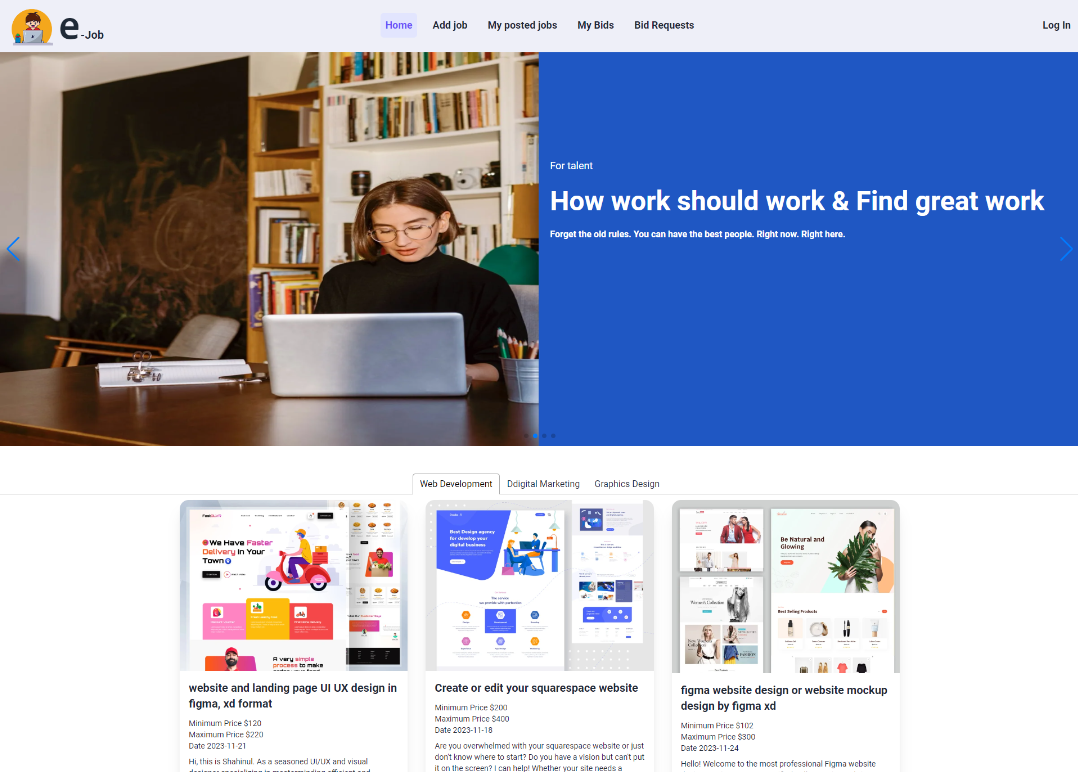 e-Job
Home
Add job
My posted jobs
My Bids
Bid Requests
Log In
For talent
How work should work & Find great work
Forget the old rules. You can have the best people. Right now. Right here.
Web Development
Ddigital Marketing
Graphics Design
We Have Faster
Delivery in Your
Town
A very simple
process to make
Best Design agency
for develop your
digital business
Be Natural and
Glowing
Best Selling Products
website and landing page UI UX design in
figma, xd format
Minimum Price $120
Maximum Price $220
Date 2023-11-21
Hi, this is Shahinul. As a seasoned UI/UX and visual
Create or edit your squarespace website
Minimum Price $200
Maximum Price $400
Date 2023-11-18
Are you overwhelmed with your squarespace website or just
don't know where to start? Do you have a vision but can't put
it on the screen? I can help! Whether your site needs a
figma website design or website mockup
design by figma xd
Minimum Price $102
Maximum Price $300
Date 2023-11-24
Hello! Welcome to the most professional Figma website